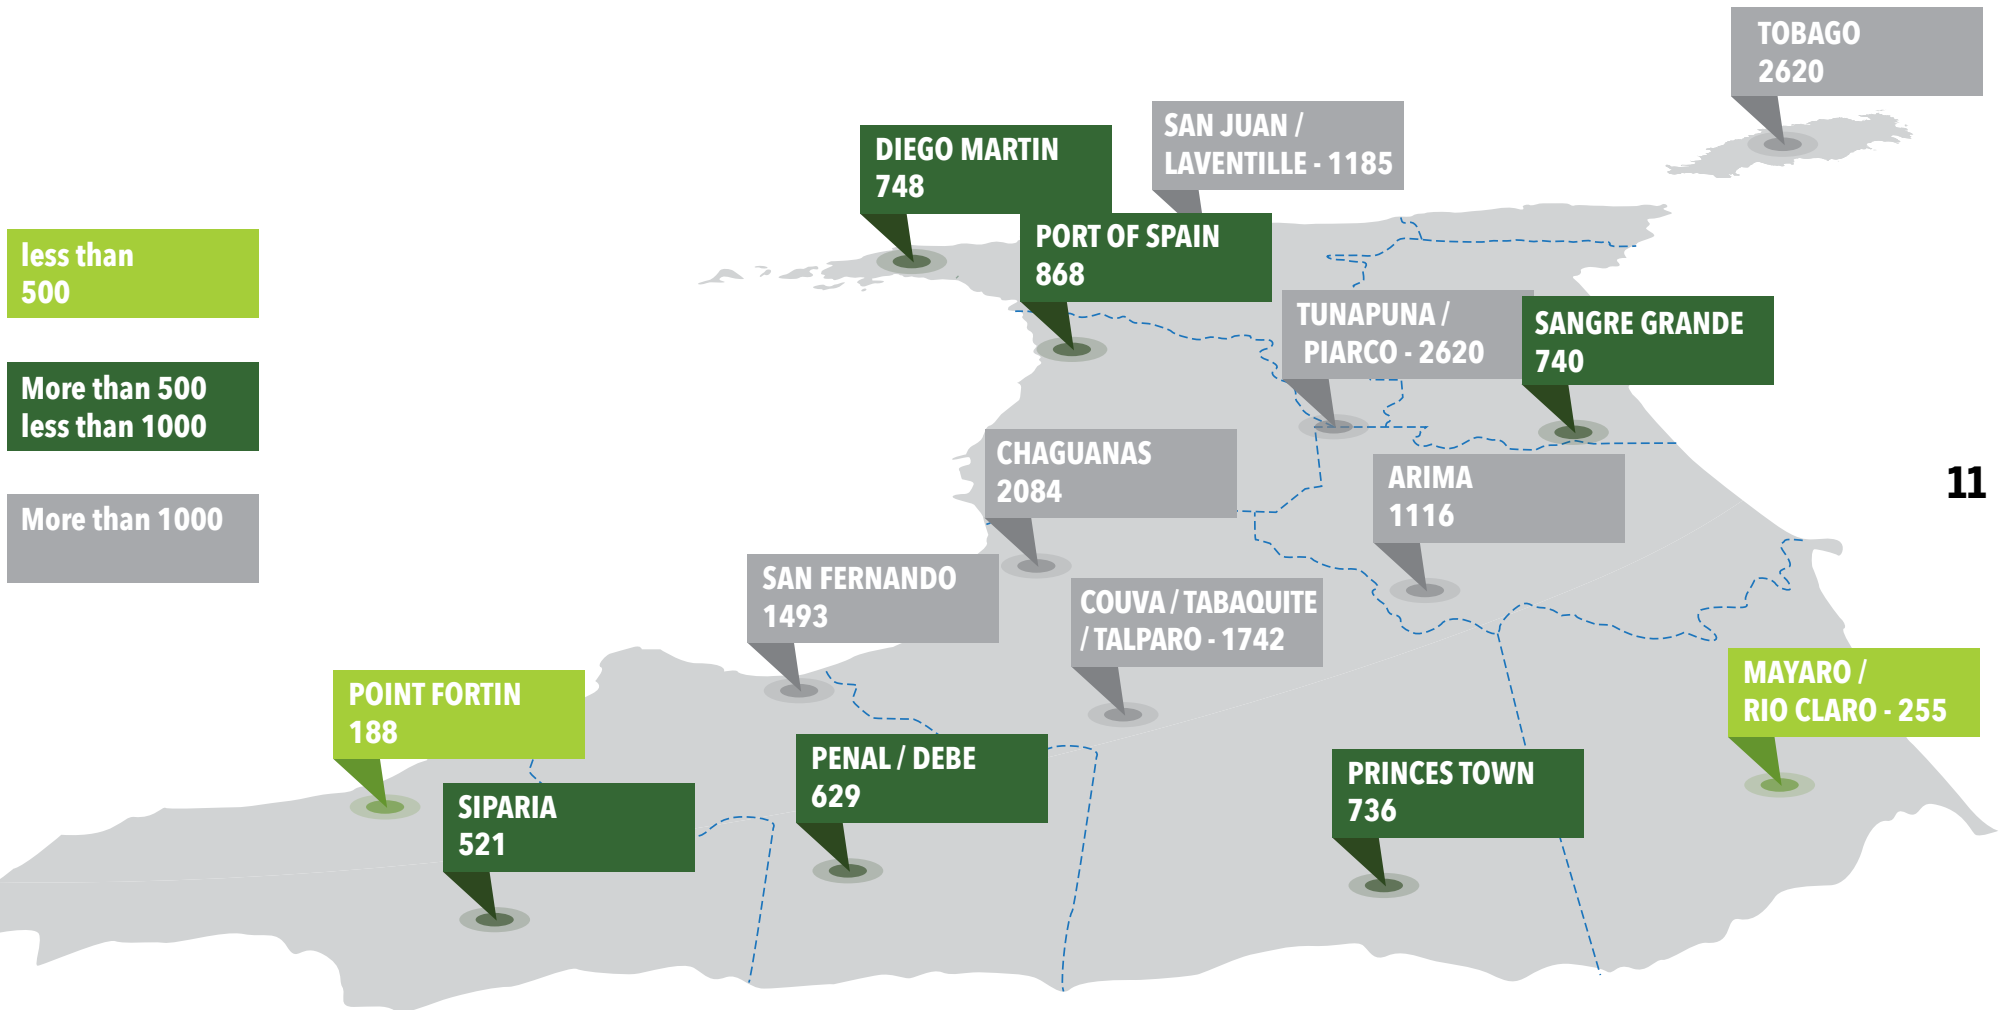 TOBAGO
2620
SAN JUAN /
LAVENTILLE - 1185
DIEGO MARTIN
748
PORT OF SPAIN
868
less than
500
More than 500
less than 1000
More than 1000
TUNAPUNA /
PIARCO - 2620
SANGRE GRANDE
740
CHAGUANAS
2084
ARIMA
1116
11
SAN FERNANDO
1493
COUVA / TABAQUITE
/ TALPARO - 1742
POINT FORTIN
188
MAYARO /
RIO CLARO - 255
PENAL / DEBE
629
PRINCES TOWN
736
SIPARIA
521